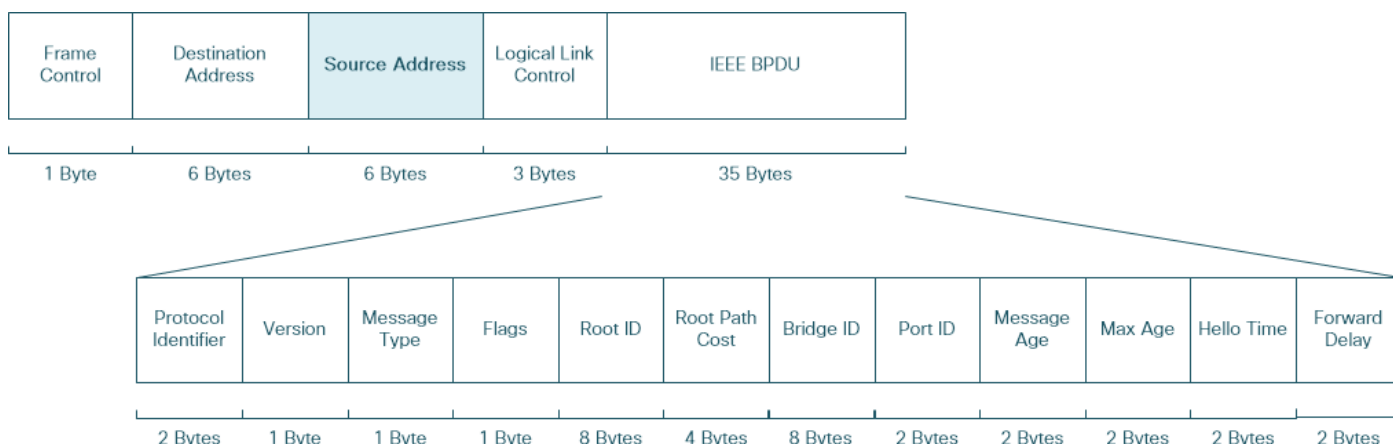 Frame
Control
Destination
Address
Source Address
Logical Link
Control
IEEE BPDU
1 Byte
6 Bytes
6 Bytes
3 Bytes
35 Bytes
Protocol
Identifier
Version
Message
Type
Flags
Root ID
Root Path
Cost
Bridge ID
Port ID
Message
Age
Max Age
Hello Time
Forward
Delay
2 Bytes
1 Byte
1 Byte
1 Byte
8 Bytes
4 Bytes
8 Bytes
2 Bytes
2 Bytes
2 Bytes
2 Bytes
2 Bytes